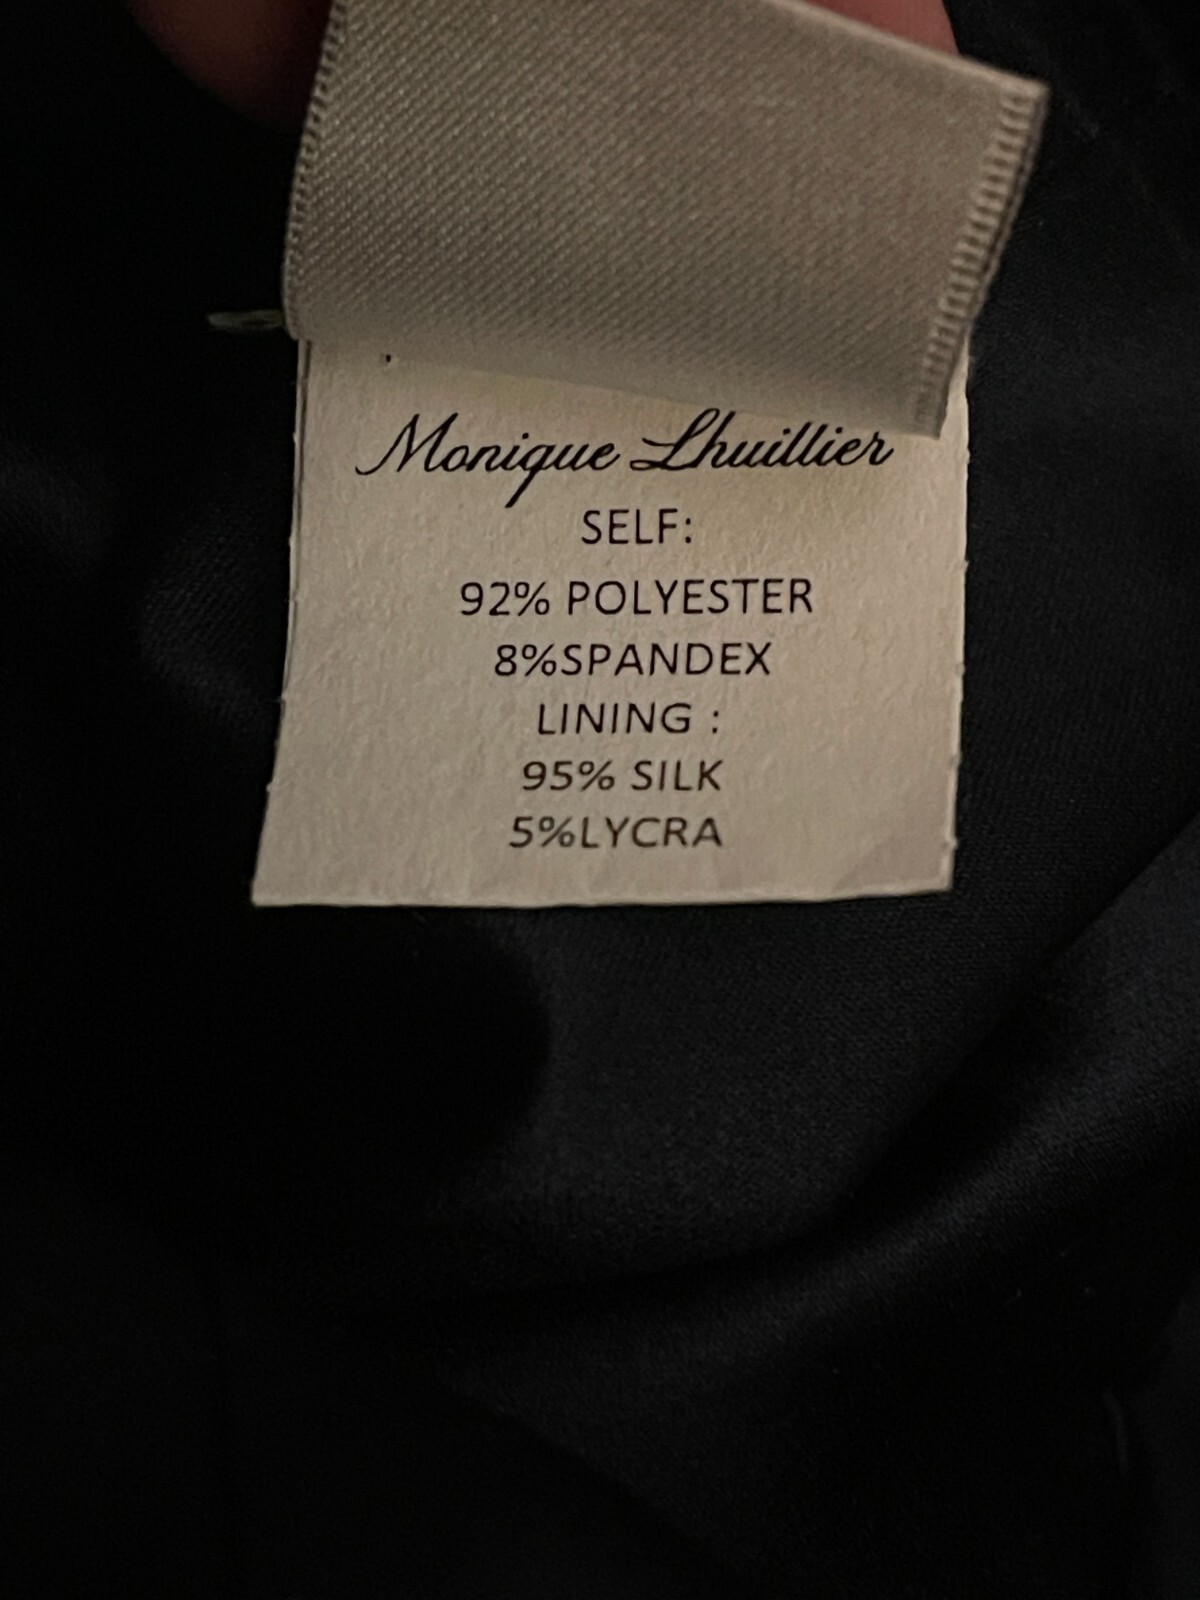 Monique Lhuillier
SELF:
92% POLYESTER
8%SPANDEX
LINING :
95% SILK
5%LYCRA